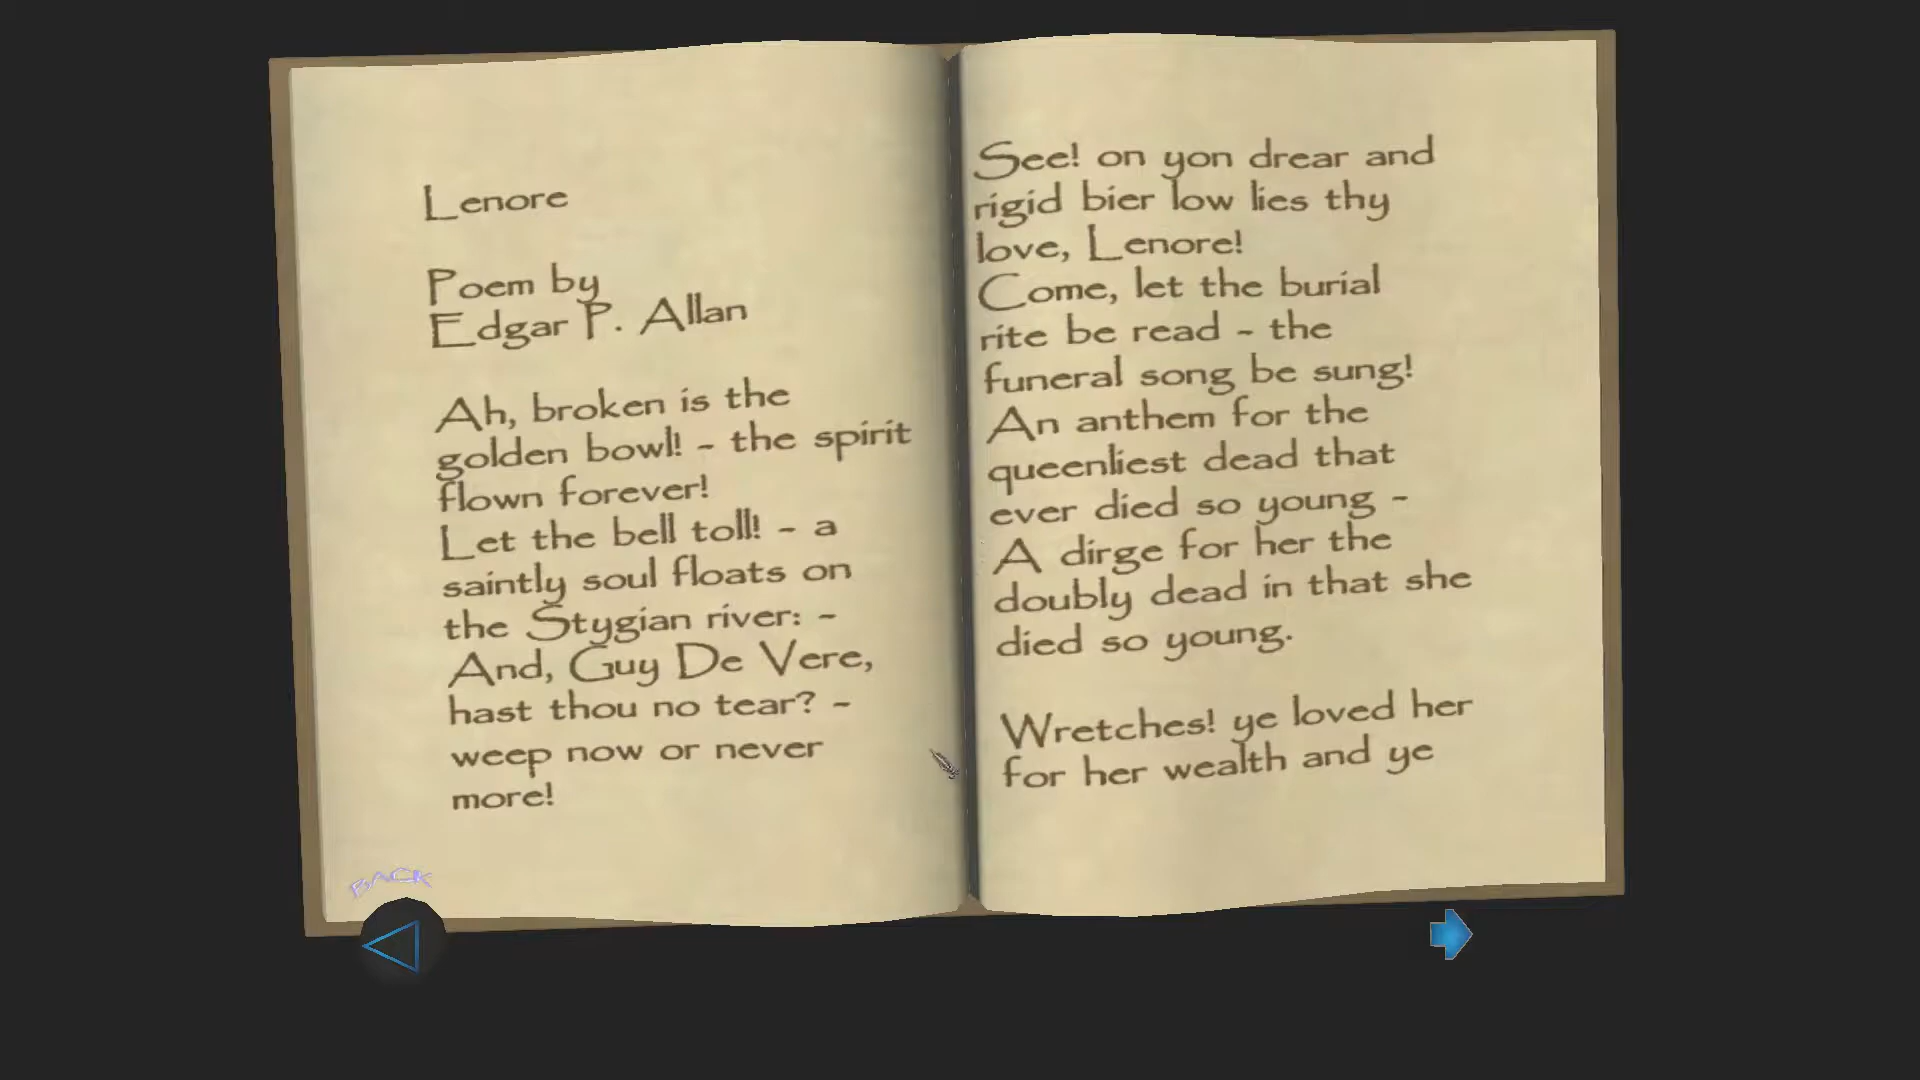 Lenore
Poem by
Edgar P. Allan
Ah, broken is the
golden bowl! - the spirit
flown forever!
Let the bell toll! - a
saintly soul floats on
the Stygian river: -
And, Guy De Vere,
hast thou no tear? -
weep now or never
more!
See! on yon drear and
rigid bier low lies thy
love, Lenore!
Come, let the burial
rite be read - the
funeral song be sung!
An anthem for the
queenliest dead that
ever died so young -
A dirge for her the
doubly dead in that she
died so young.
Wretches! ye loved her
for her wealth and ye
BACK